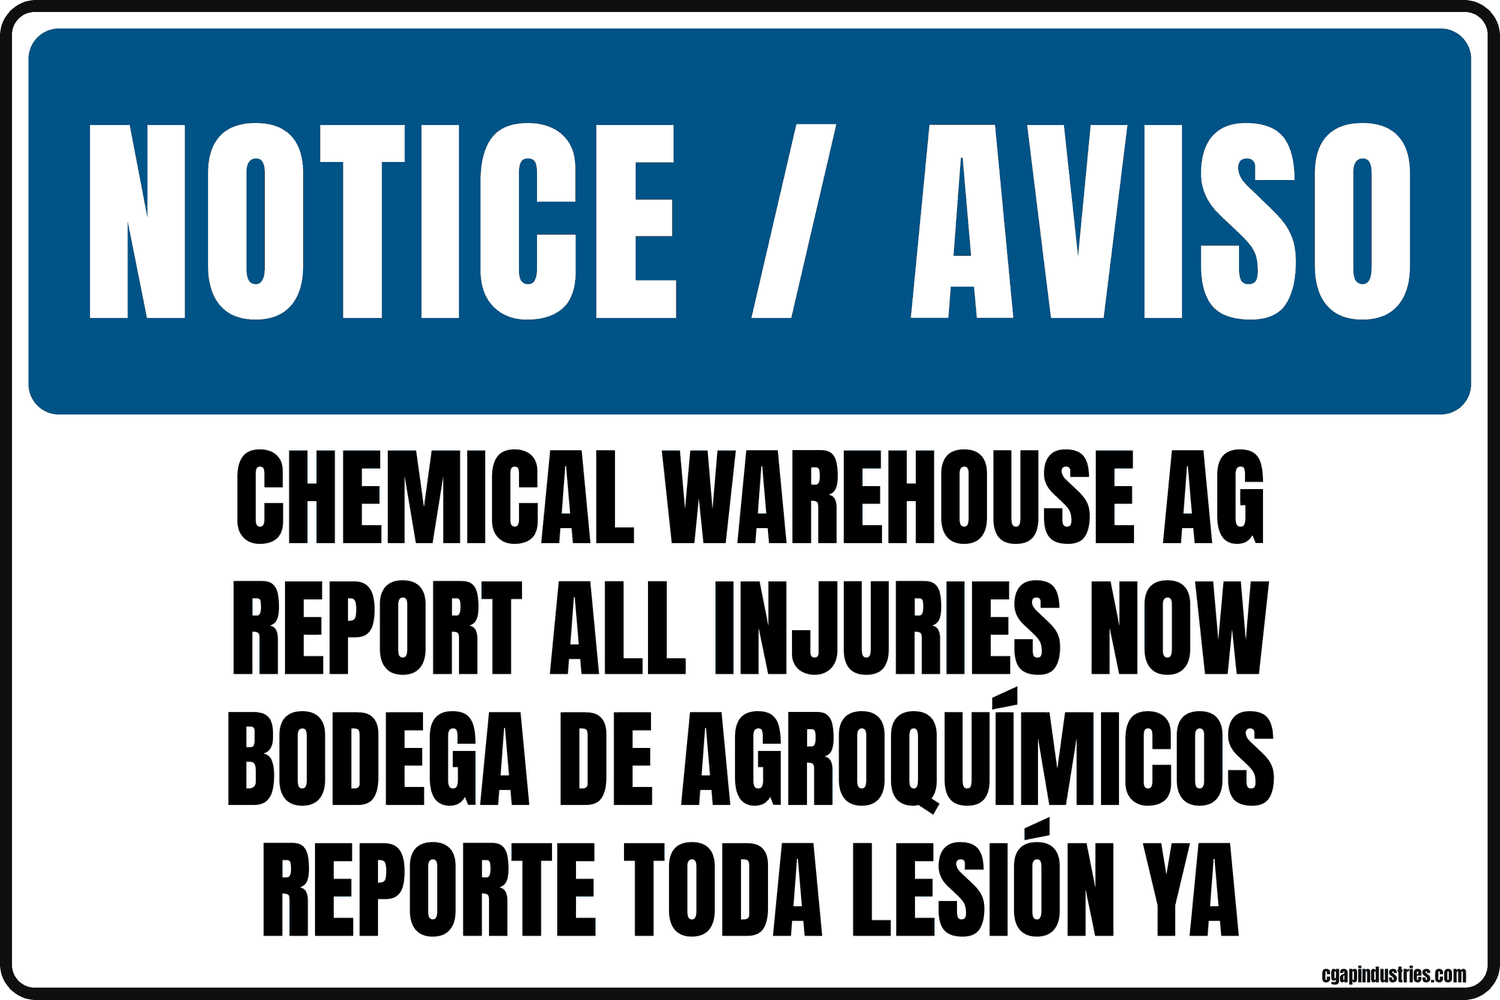 NOTICE / AVISO
CHEMICAL WAREHOUSE AG
REPORT ALL INJURIES NOW
BODEGA DE AGROQUÍMICOS
REPORTE TODA LESIÓN YA
cgapindustries.com